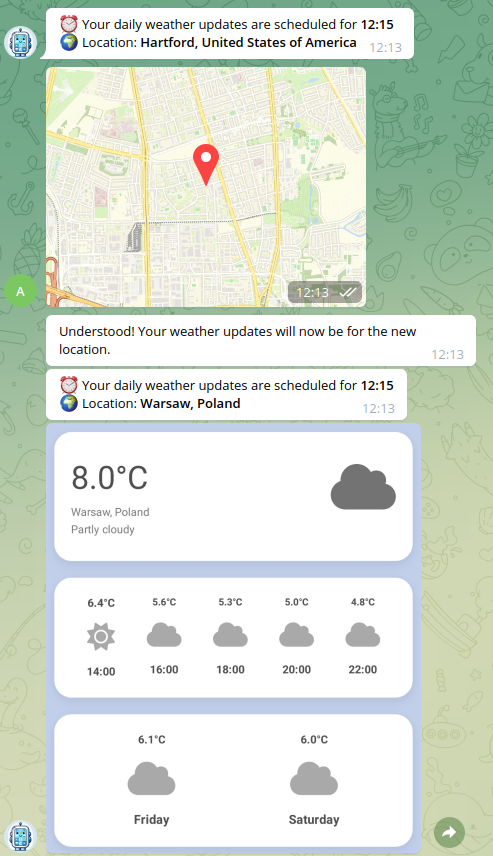 Your daily weather updates are scheduled for 12:15
Location: Hartford, United States of America
12:13
A
12:13
Understood! Your weather updates will now be for the new
location.
12:13
Your daily weather updates are scheduled for 12:15
Location: Warsaw, Poland
12:13
8.0°C
Warsaw, Poland
Partly cloudy
6.4°C 5.6°C 5.3°C 5.0°C 4.8°C
14:00 16:00 18:00 20:00 22:00
6.1°C 6.0°C
Friday Saturday